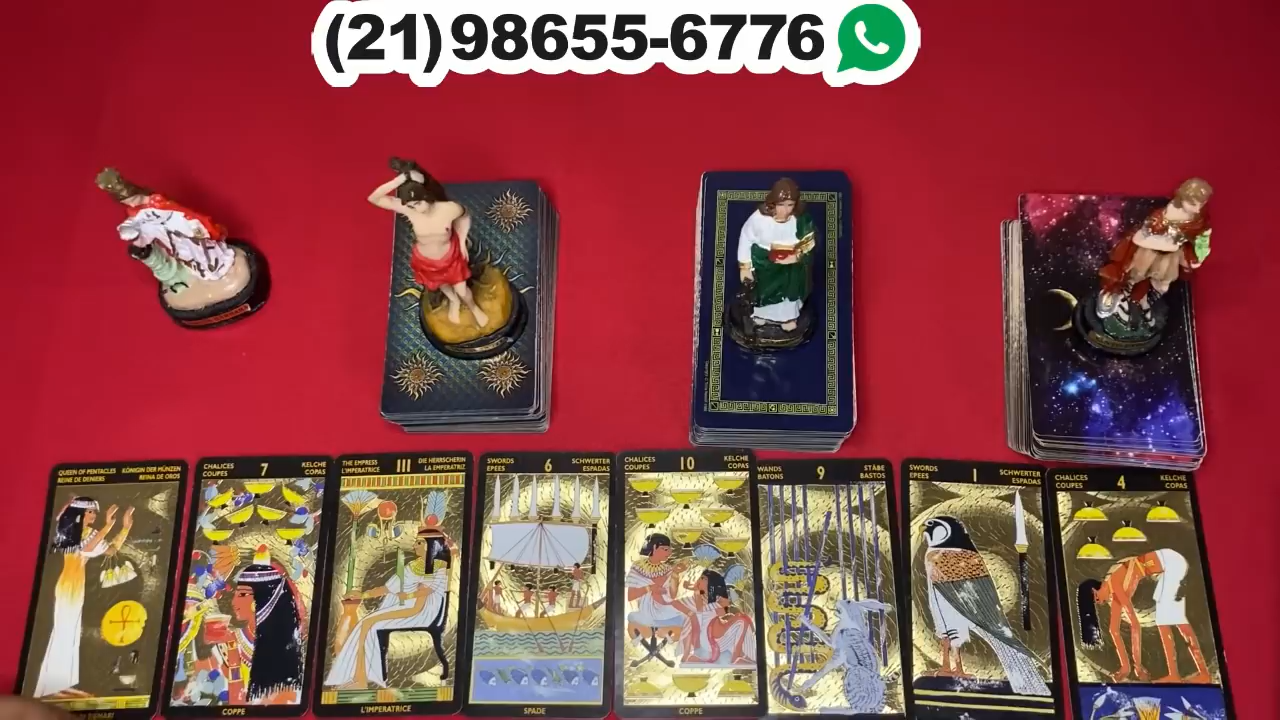 (21)98655-6776
QUEEN OF PENTACLES KÖNIGIN DER MÜNZEN
REINE DE DENIERS REINA DE OROS
CHALICES 7 KELCHE
COUPES COPAS
COPPE
THE EMPRESS III DIE HERRSCHERIN
L'IMPERATRICE LA EMPERATRIZ
L'IMPERATRICE
SWORDS 6 SCHWERTER
EPEES ESPADAS
SPADE
CHALICES 10 KELCHE
COUPES COPAS
COPPE
WANDS 9 STÄBE
BATONS BASTOS
SWORDS 1 SCHWERTER
EPEES ESPADAS
CHALICES 4 KELCHE
COUPES COPAS